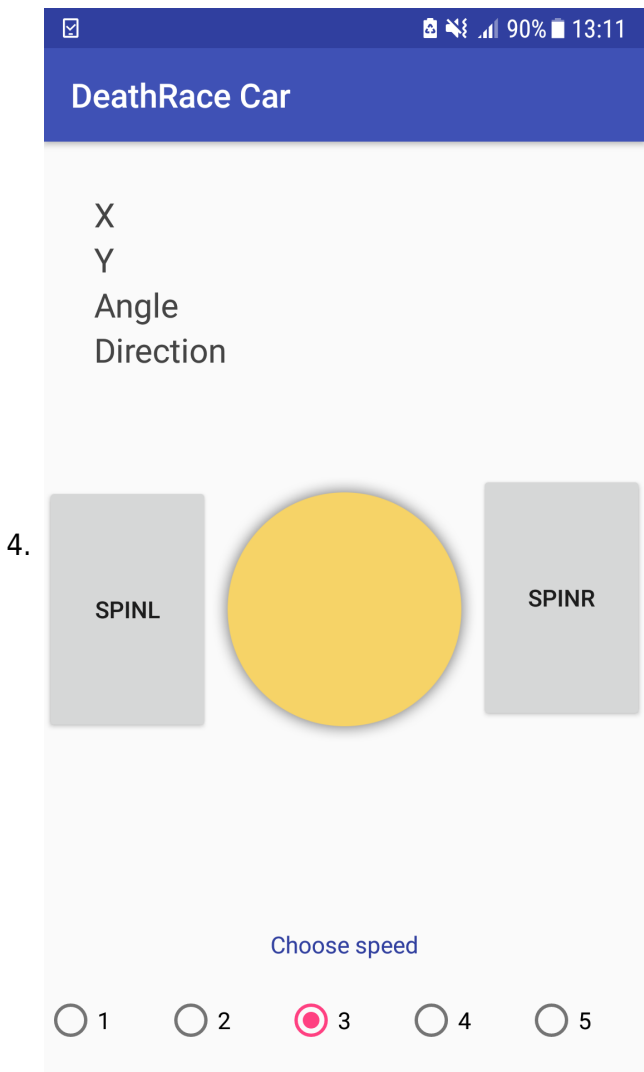 90% 13:11
DeathRace Car
X
Y
Angle
Direction
4.
SPINL
SPINR
Choose speed
1 2 3 4 5